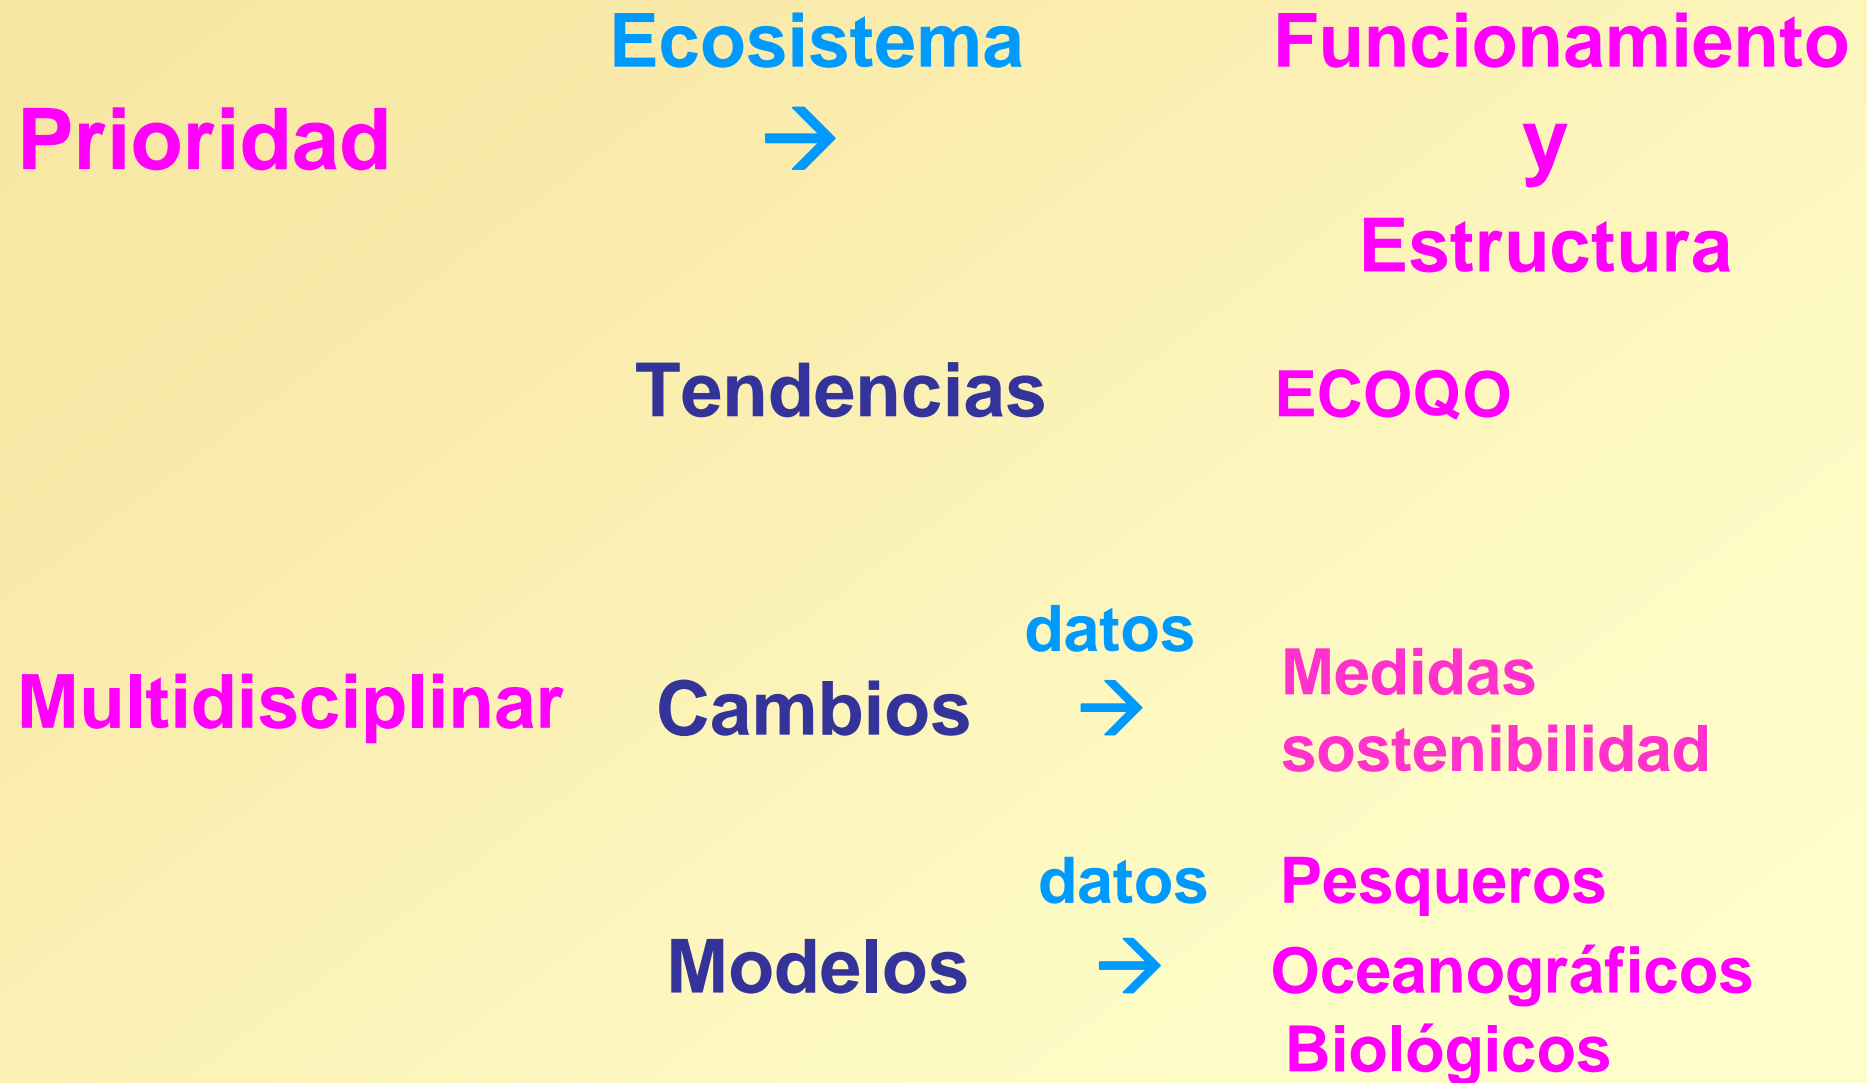 Ecosistema Funcionamiento
Prioridad → y
Estructura
Tendencias ECOQO
datos
Medidas
Multidisciplinar Cambios →
sostenibilidad
datos Pesqueros
Modelos → Oceanográficos
Biológicos